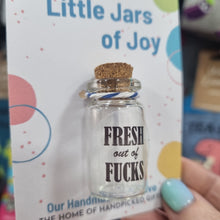 Little Jars
of Joy
FRESH
out of
FUCKS
Our Handm
THE HOME OF HANDPICKED,